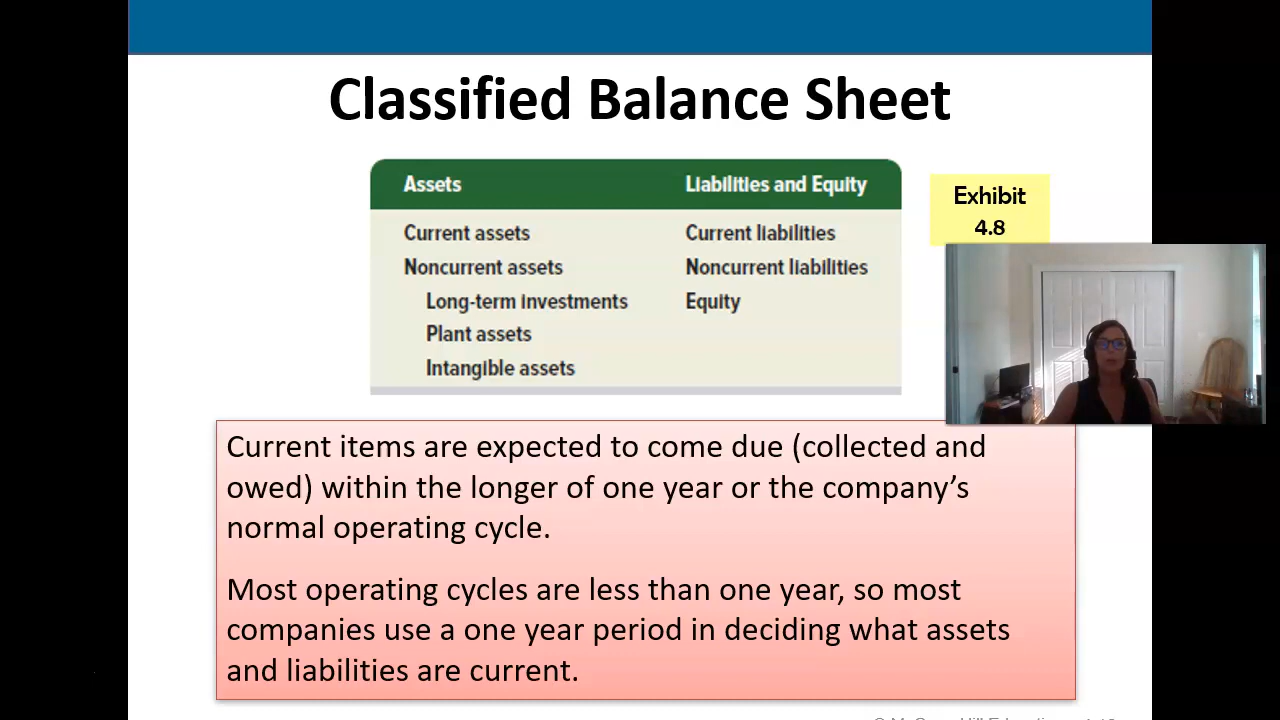 Classified Balance Sheet
Assets Liabilities and Equity
Exhibit
4.8
Current assets Current liabilities
Noncurrent assets Noncurrent liabilities
Long-term investments Equity
Plant assets
Intangible assets
Current items are expected to come due (collected and
owed) within the longer of one year or the company’s
normal operating cycle.
Most operating cycles are less than one year, so most
companies use a one year period in deciding what assets
and liabilities are current.